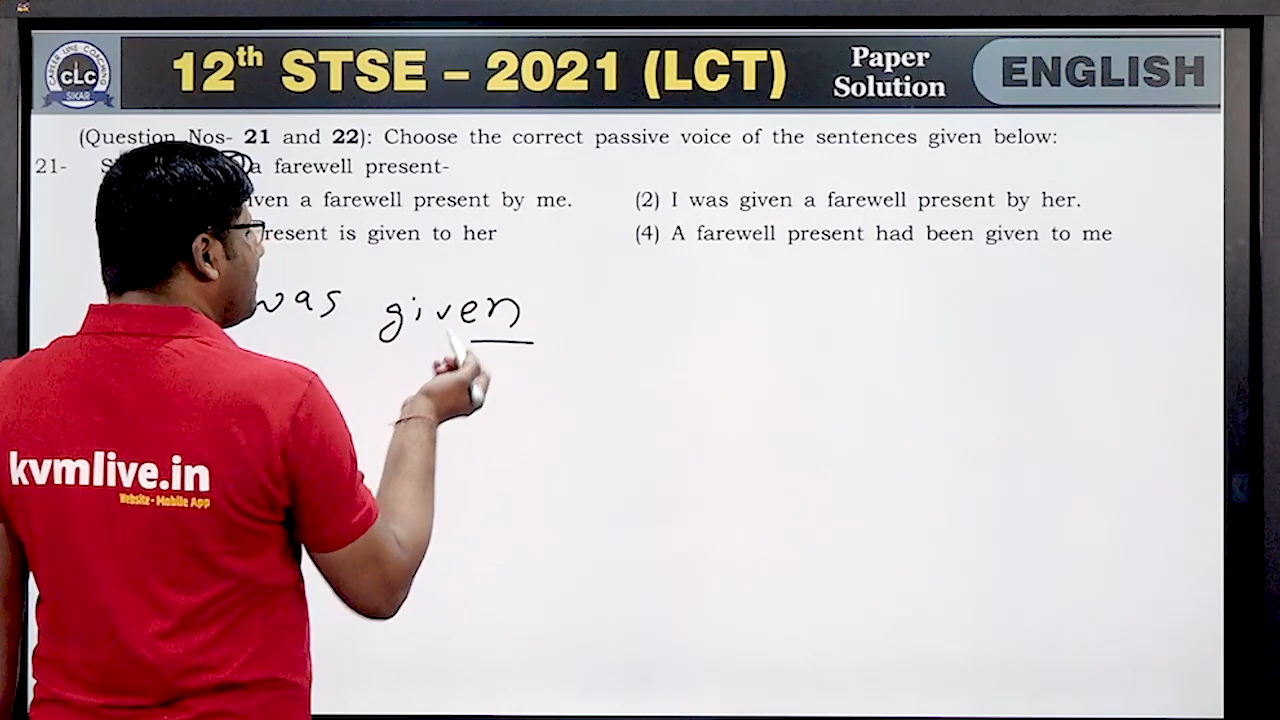 CAREER LINE COACHING
CLC
SIKAR
12th STSE – 2021 (LCT)
Paper
Solution
ENGLISH
(Question Nos- 21 and 22): Choose the correct passive voice of the sentences given below:
21- a farewell present-
a farewell present by me.
(2) I was given a farewell present by her.
is given to her
(4) A farewell present had been given to me
was given
kvmlive.in
Website - Mobile App